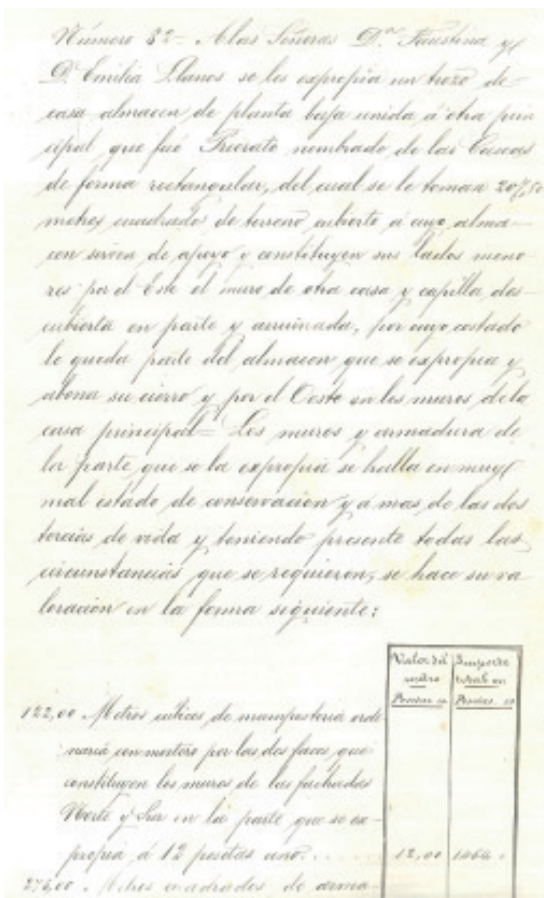 Número 32= A las Señoras D.ª Faustina y
D.ª Emilia Llanos se les expropia un trozo de
casa almacen de planta baja unida á otra prin
cipal que fué Priorato nombrado de las Cuevas
de forma rectangular, del cual se le toman 207,50
metros cuadrados de terreno cubierto á cuyo alma-
cen sirven de apoyo y constituyen sus lados meno
res por el Este el muro de otra casa y capilla des-
cubierta en parte y arruinada, por cuyo costado
le queda parte del almacen que se expropia y
abona su cierro y por el Oeste en los muros de la
casa principal= Los muros y armadura de
la parte que se la expropia se halla en muy
mal estado de conservacion y á mas de las dos
tercias de vida y teniendo presente todas las
circunstancias que se requieren, se hace su va
loracion en la forma siguiente:
Valor del metro Pesetas cs
Importe total en Pesetas cs
122,00 Metros cubicos de mamposteria ordi
naria con mortero por las dos faces que
constituyen los muros de las fachadas
Norte y Sur en la parte que se ex-
propia á 12 pesetas uno..... 12,00 1464 "
276,00 Metros cuadrados de arma-